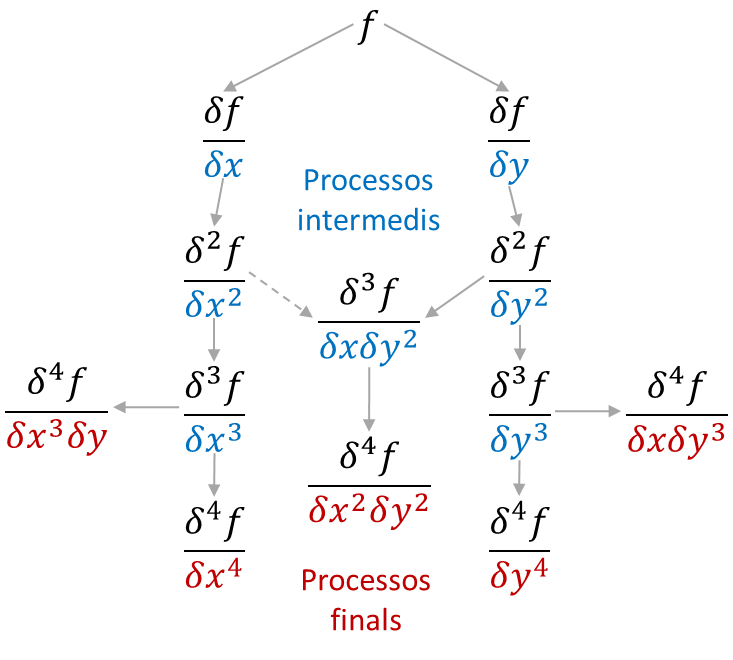 f
δf
δx
δf
δy
Processos
intermedis
δ²f
δx²
δ²f
δy²
δ³f
δxδy²
δ⁴f
δx³δy
δ³f
δx³
δ³f
δy³
δ⁴f
δxδy³
δ⁴f
δx²δy²
δ⁴f
δx⁴
δ⁴f
δy⁴
Processos
finals